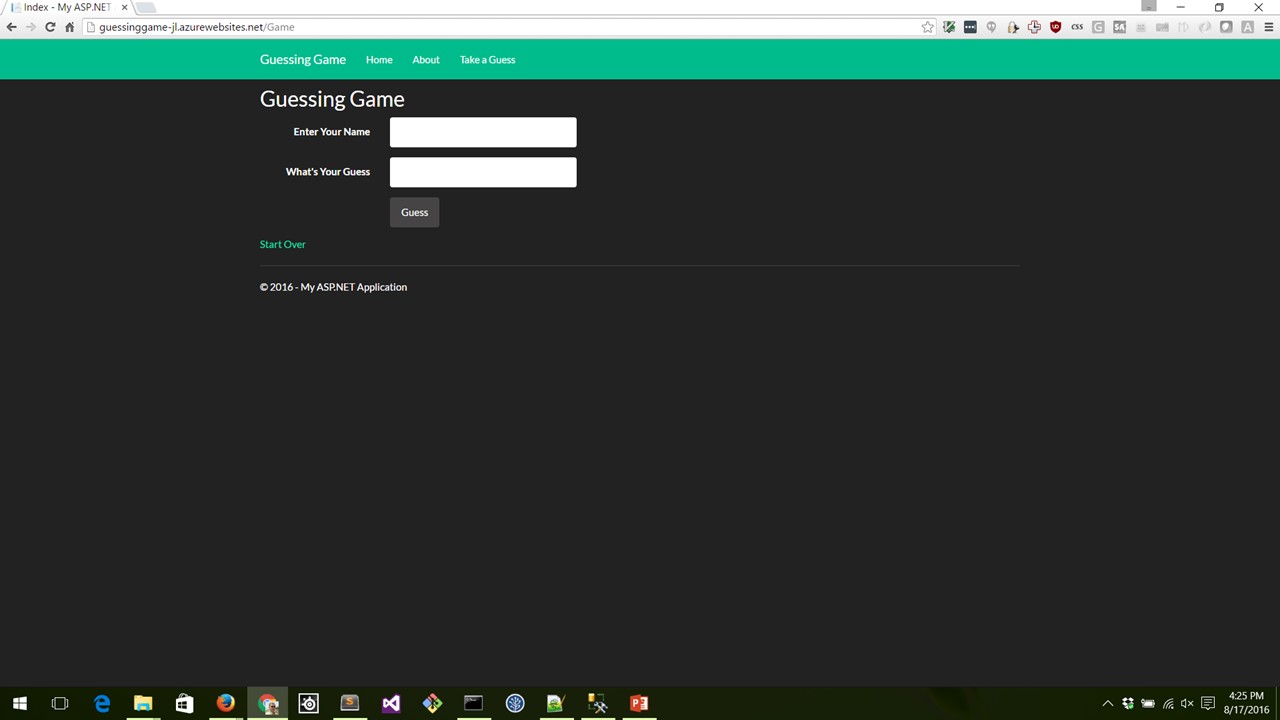 Index - My ASP.NET
guessinggame-jl.azurewebsites.net/Game
Guessing Game Home About Take a Guess
Guessing Game
Enter Your Name
What's Your Guess
Guess
Start Over
© 2016 - My ASP.NET Application
4:25 PM
8/17/2016